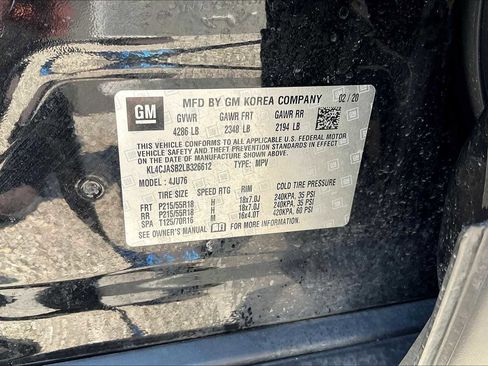 GM
MFD BY GM KOREA COMPANY 02/20
GVWR GAWR FRT GAWR RR
4286 LB 2348 LB 2194 LB
THIS VEHICLE CONFORMS TO ALL APPLICABLE U.S. FEDERAL MOTOR
VEHICLE SAFETY, BUMPER, AND THEFT PREVENTION STANDARDS IN
EFFECT ON THE DATE OF MANUFACTURE SHOWN ABOVE.
KL4CJASB2LB326612 TYPE: MPV
MODEL: 4JU76
TIRE SIZE SPEED RTG RIM COLD TIRE PRESSURE
FRT P215/55R18 H 18x7.0J 240KPA, 35 PSI
RR P215/55R18 H 18x7.0J 240KPA, 35 PSI
SPA T125/70R16 M 16x4.0T 420KPA, 60 PSI
SEE OWNER'S MANUAL FOR MORE INFORMATION.